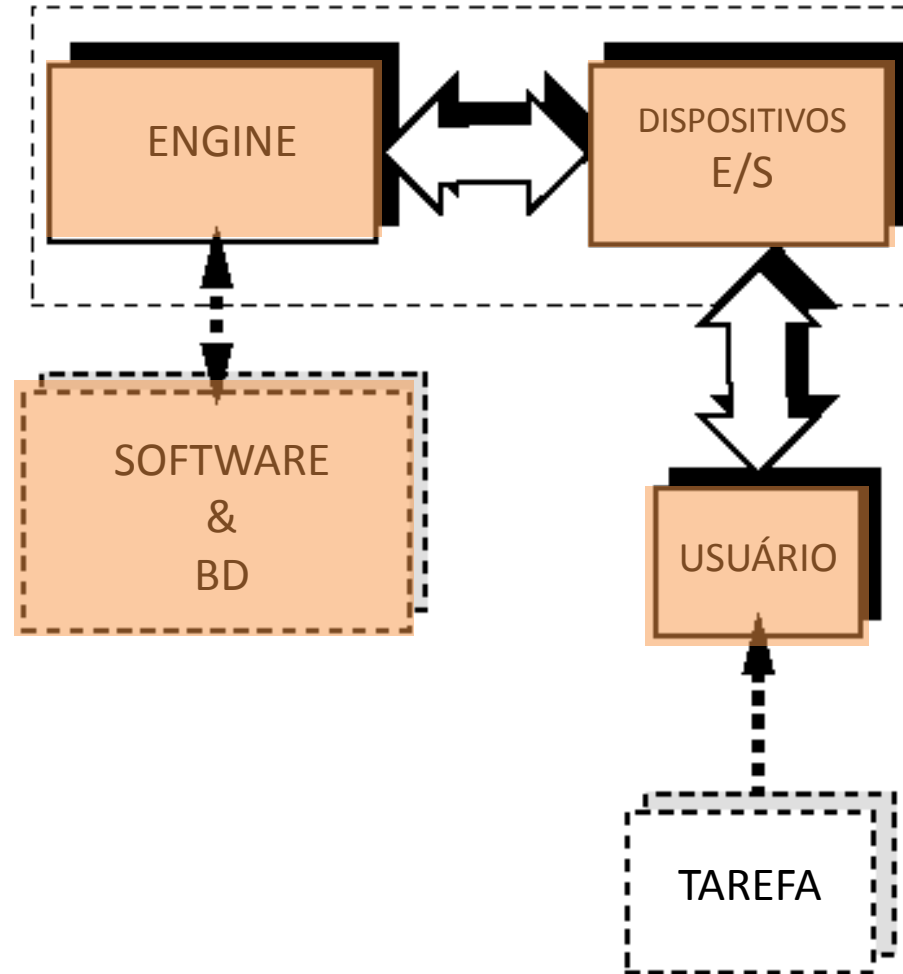 ENGINE
DISPOSITIVOS
E/S
SOFTWARE
&
BD
USUÁRIO
TAREFA